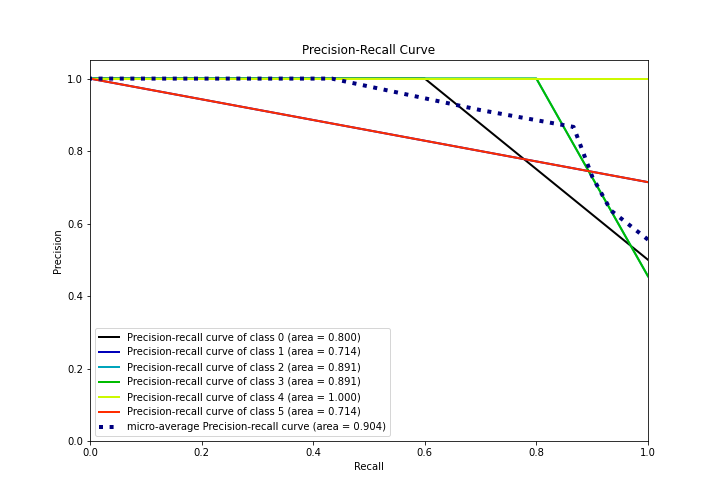 Precision-Recall Curve
1.0
0.8
0.6
0.4
0.2
0.0
Precision
Precision-recall curve of class 0 (area = 0.800)
Precision-recall curve of class 1 (area = 0.714)
Precision-recall curve of class 2 (area = 0.891)
Precision-recall curve of class 3 (area = 0.891)
Precision-recall curve of class 4 (area = 1.000)
Precision-recall curve of class 5 (area = 0.714)
micro-average Precision-recall curve (area = 0.904)
0.0 0.2 0.4 0.6 0.8 1.0
Recall